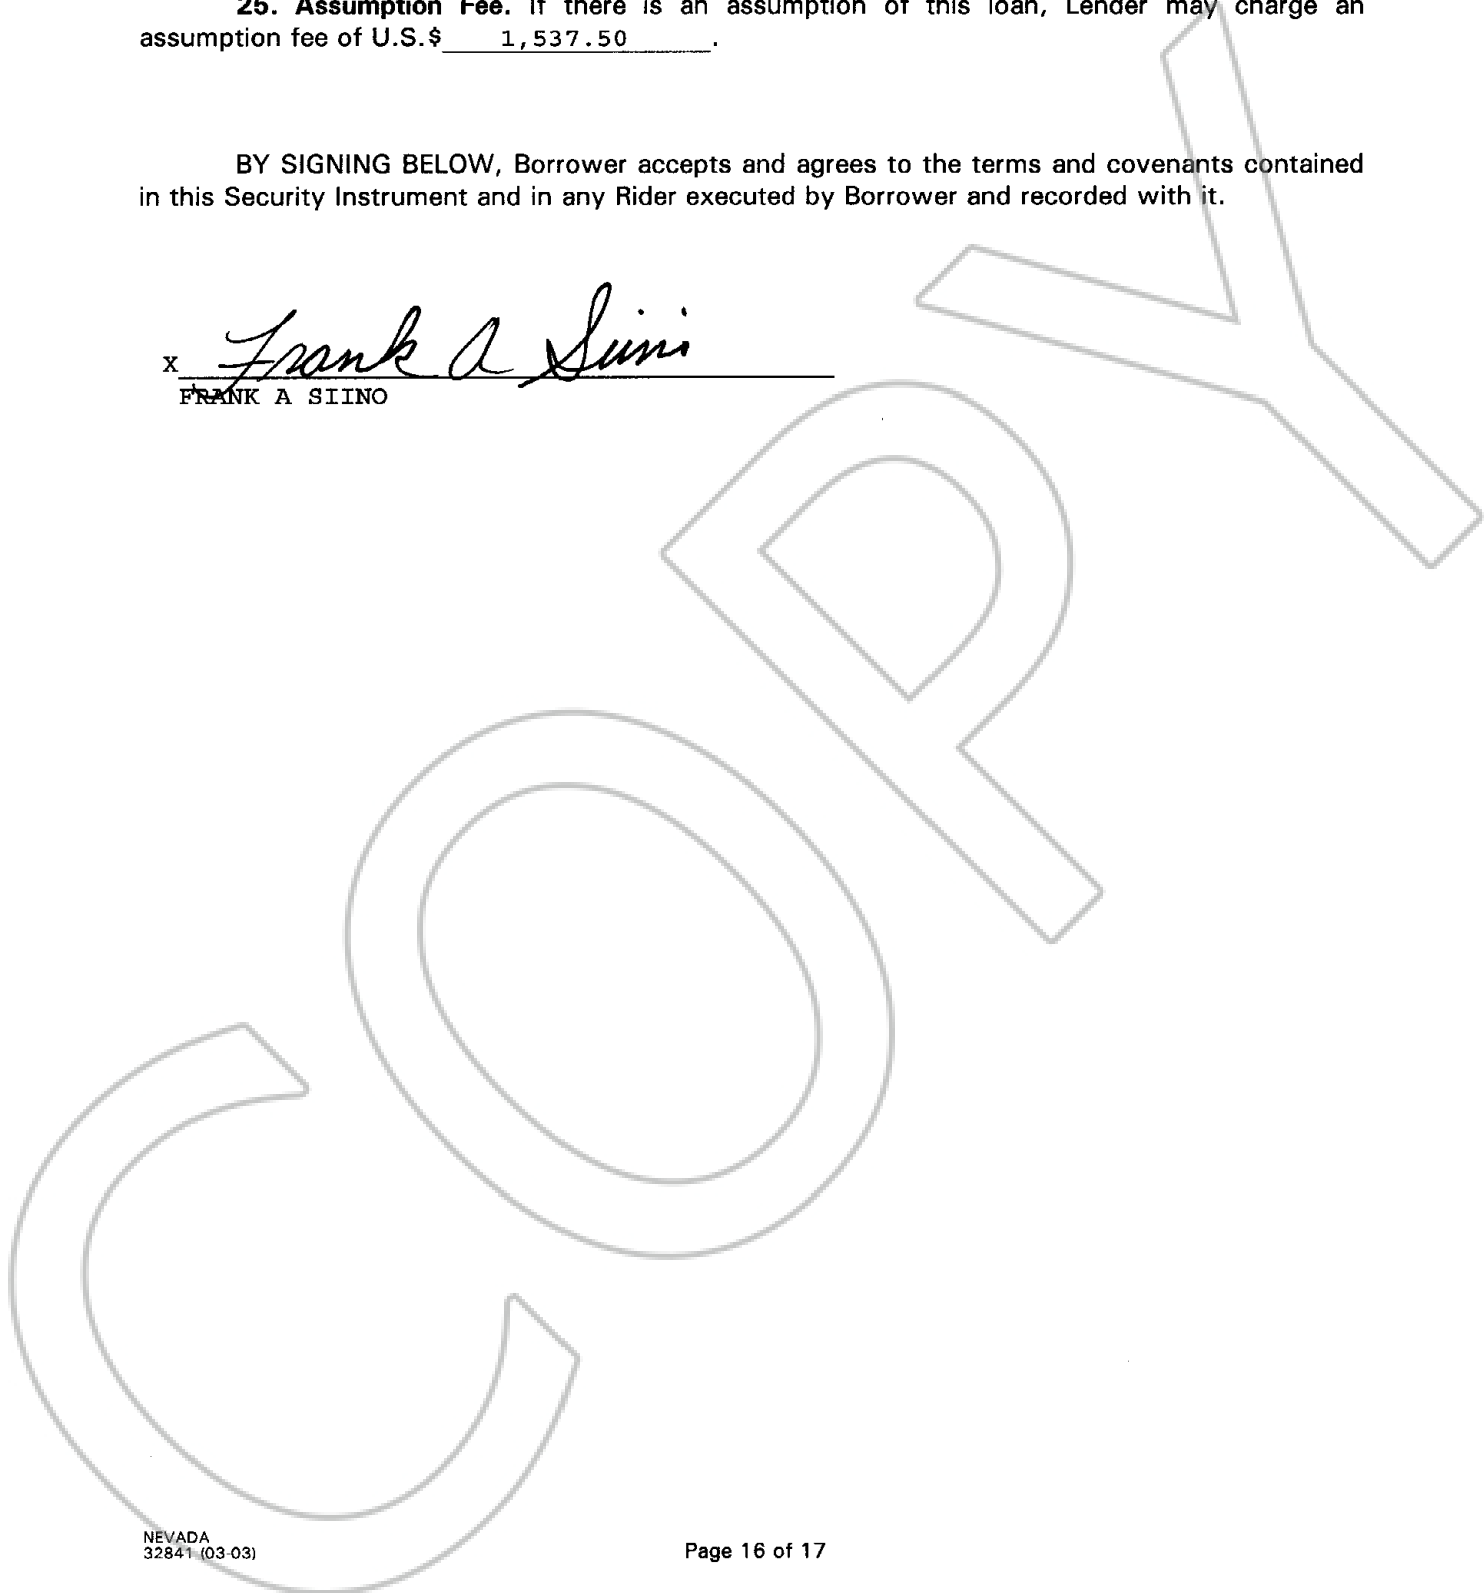 25. Assumption Fee. If there is an assumption of this loan, Lender may charge an
assumption fee of U.S.$ 1,537.50 .
BY SIGNING BELOW, Borrower accepts and agrees to the terms and covenants contained
in this Security Instrument and in any Rider executed by Borrower and recorded with it.
x Frank A Siino
FRANK A SIINO
COPY
NEVADA
32841 (03-03)
Page 16 of 17